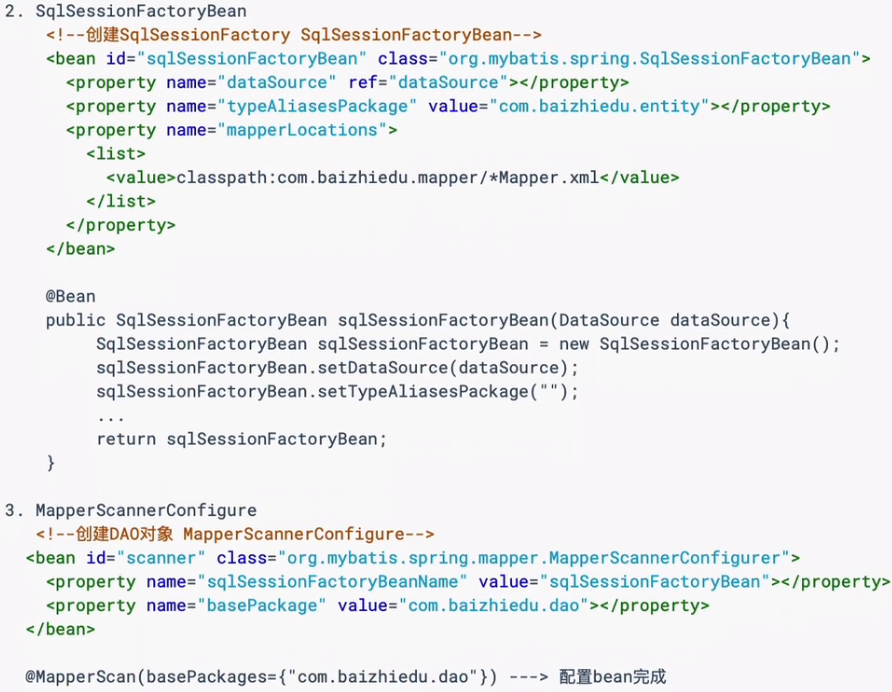 2. SqlSessionFactoryBean
<!--创建SqlSessionFactory SqlSessionFactoryBean-->
<bean id="sqlSessionFactoryBean" class="org.mybatis.spring.SqlSessionFactoryBean">
<property name="dataSource" ref="dataSource"></property>
<property name="typeAliasesPackage" value="com.baizhiedu.entity"></property>
<property name="mapperLocations">
<list>
<value>classpath:com.baizhiedu.mapper/*Mapper.xml</value>
</list>
</property>
</bean>
@Bean
public SqlSessionFactoryBean sqlSessionFactoryBean(DataSource dataSource){
SqlSessionFactoryBean sqlSessionFactoryBean = new SqlSessionFactoryBean();
sqlSessionFactoryBean.setDataSource(dataSource);
sqlSessionFactoryBean.setTypeAliasesPackage("");
...
return sqlSessionFactoryBean;
}
3. MapperScannerConfigure
<!--创建DAO对象 MapperScannerConfigure-->
<bean id="scanner" class="org.mybatis.spring.mapper.MapperScannerConfigurer">
<property name="sqlSessionFactoryBeanName" value="sqlSessionFactoryBean"></property>
<property name="basePackage" value="com.baizhiedu.dao"></property>
</bean>
@MapperScan(basePackages={"com.baizhiedu.dao"}) ---> 配置bean完成